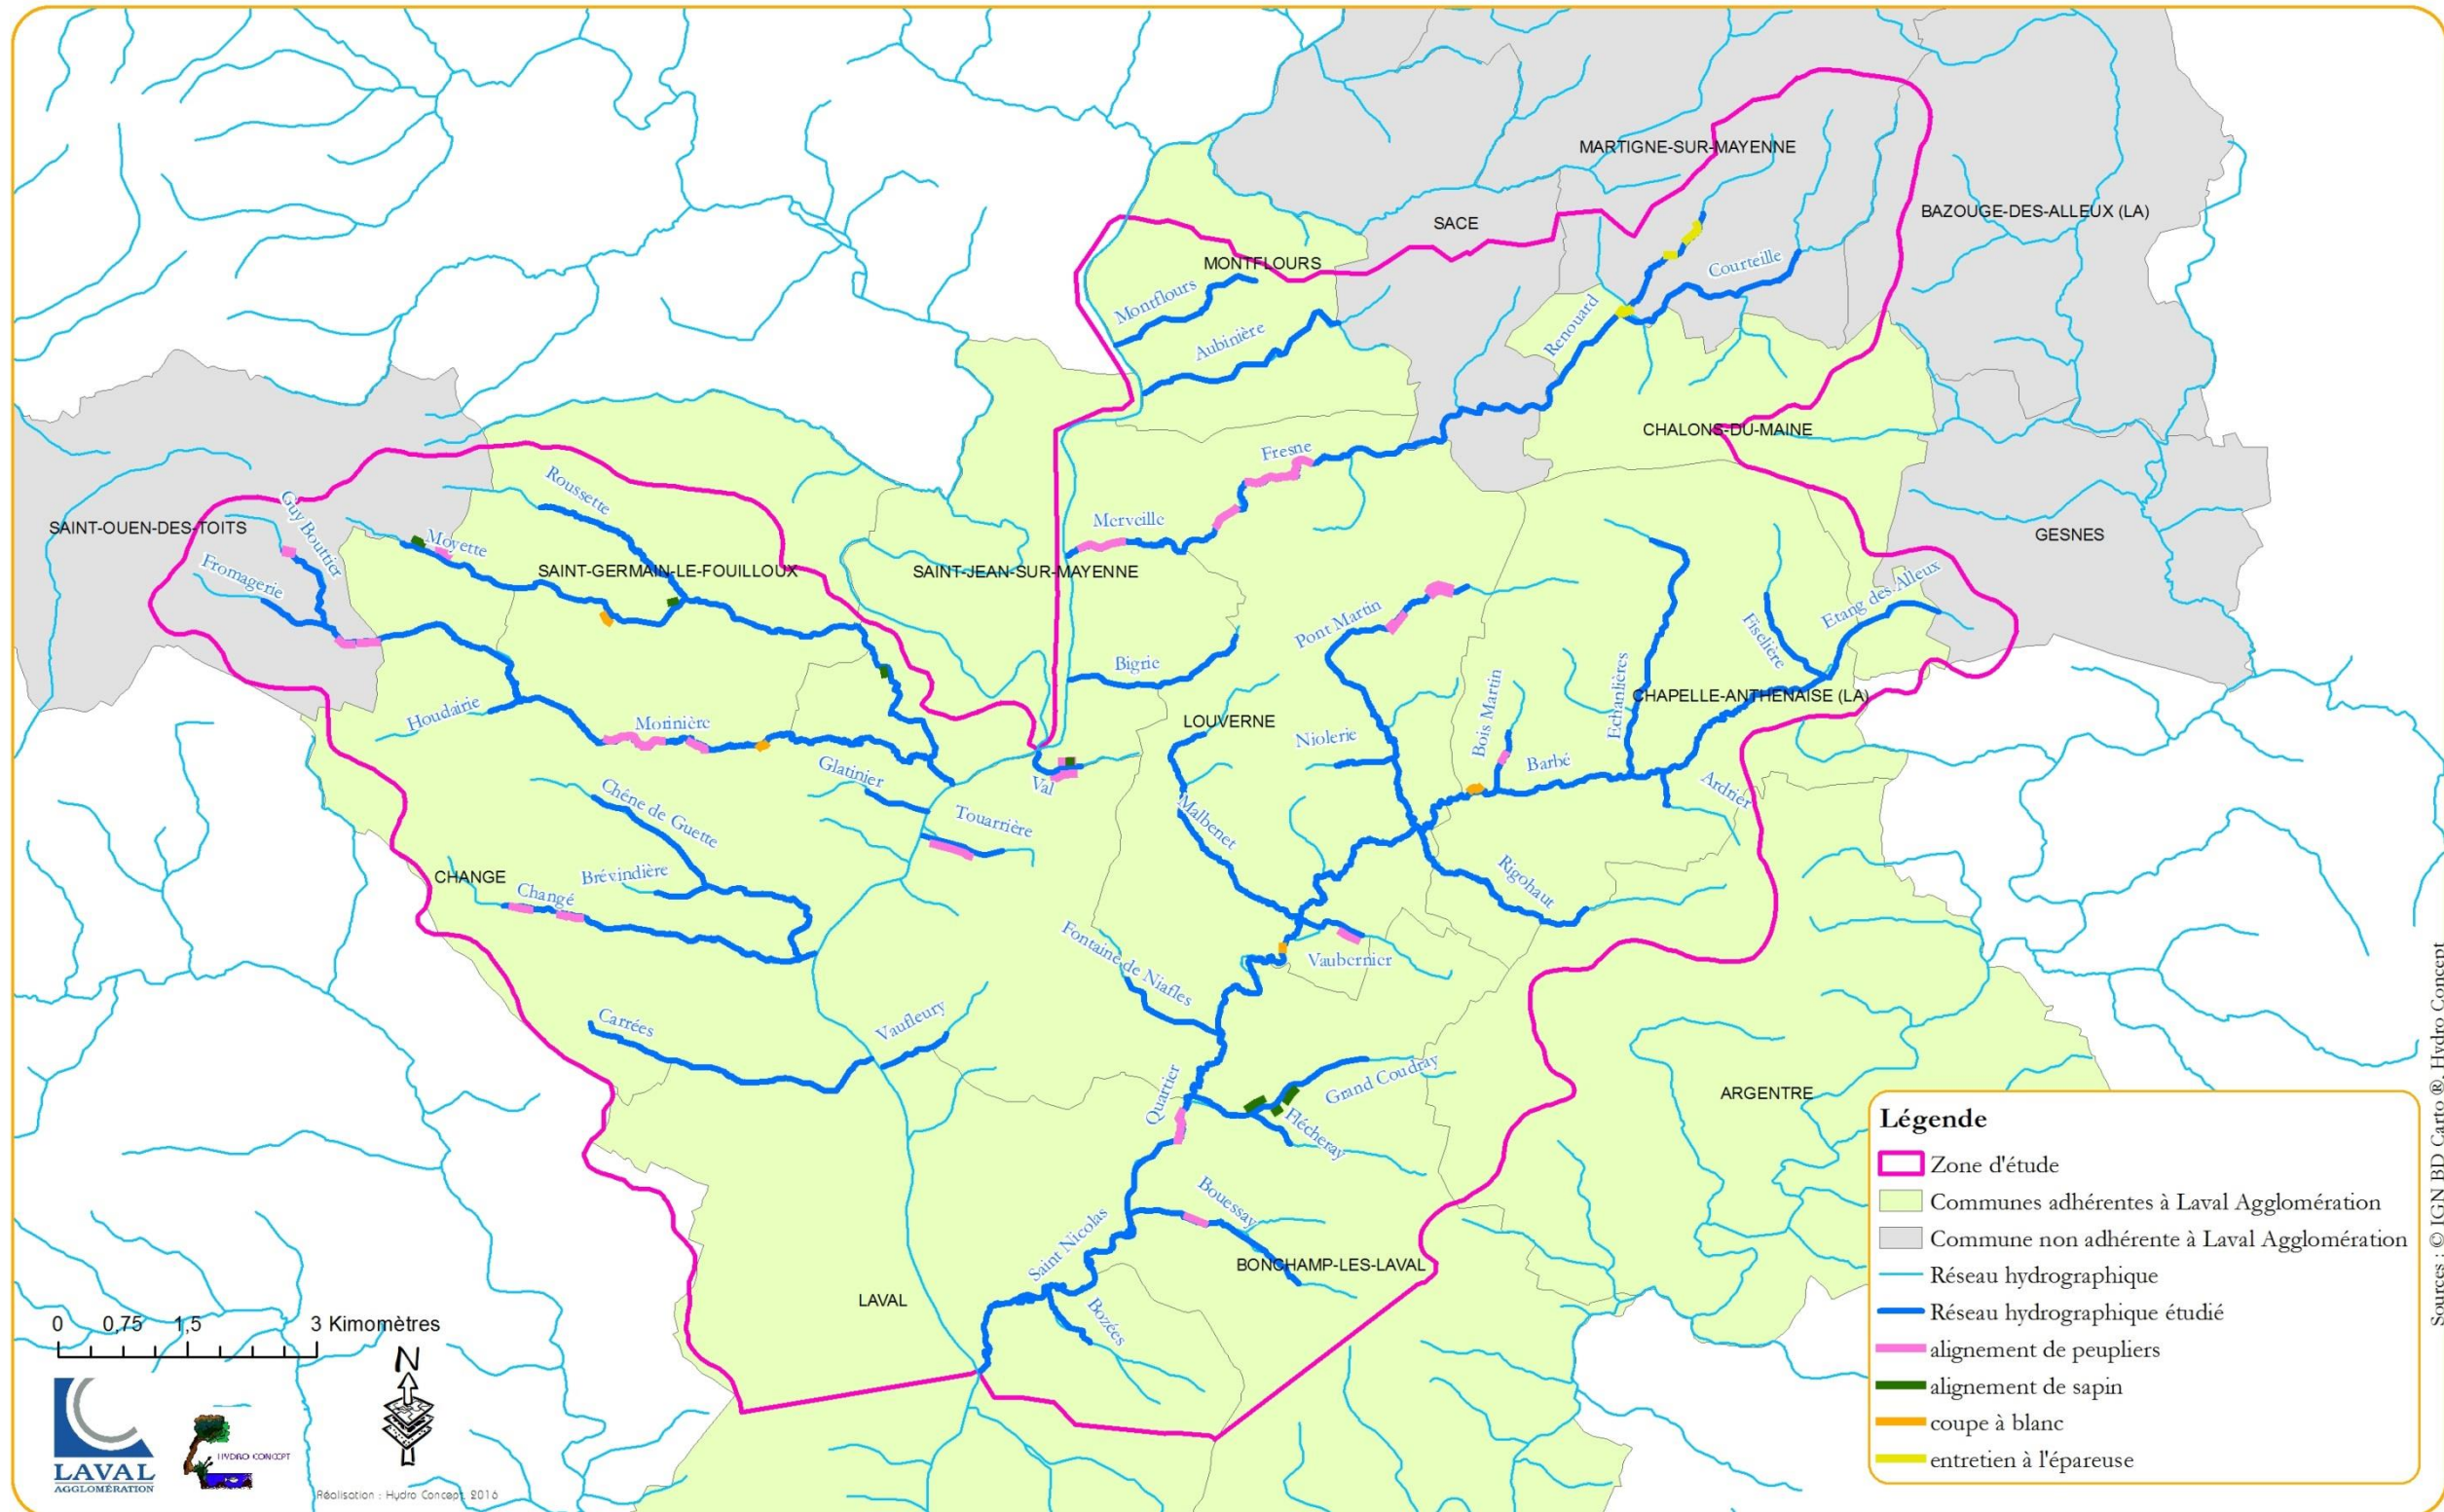 MARTIGNE-SUR-MAYENNE
BAZOUGE-DES-ALLEUX (LA)
SACE
MONTFLOURS
Courteille
Montflours
Renouard
Aubinière
CHALONS-DU-MAINE
Fresne
Roussette
Guy Bouttier
SAINT-OUEN-DES-TOITS
Merveille
GESNES
Moyette
Fromagerie
SAINT-GERMAIN-LE-FOUILLOUX
SAINT-JEAN-SUR-MAYENNE
Etang des Alleux
Pont Martin
Fiselière
Bigrie
Echanlières
CHAPELLE-ANTHENAISE (LA)
Houdairie
Morinière
LOUVERNE
Bois Martin
Niolerie
Barbé
Glatinier
Val
Ardrier
Chêne de Guette
Touarrière
Malbenet
CHANGE
Brévindière
Changé
Rigohaut
Fontaine de Niafles
Vaubernier
Carrées
Vaufleury
Quartier
Grand Coudray
Flécheray
ARGENTRE
Bouessay
Saint Nicolas
BONCHAMP-LES-LAVAL
LAVAL
Bozées
Légende
Zone d'étude
Communes adhérentes à Laval Agglomération
Commune non adhérente à Laval Agglomération
Réseau hydrographique
Réseau hydrographique étudié
alignement de peupliers
alignement de sapin
coupe à blanc
entretien à l'épareuse
0 0,75 1,5 3 Kimomètres
N
LAVAL
AGGLOMÉRATION
HYDRO CONCEPT
Réalisation : Hydro Concept 2016
Sources : © IGN BD Carto ®, Hydro Concept